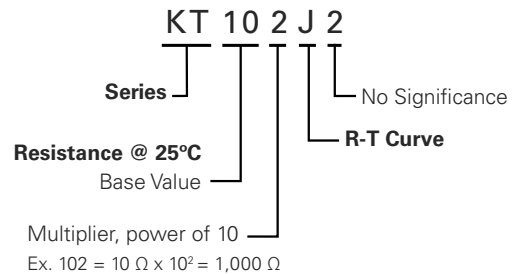 KT 10 2 J 2
Series
No Significance
R-T Curve
Resistance @ 25ºC
Base Value
Multiplier, power of 10
Ex. 102 = 10 Ω x 10² = 1,000 Ω